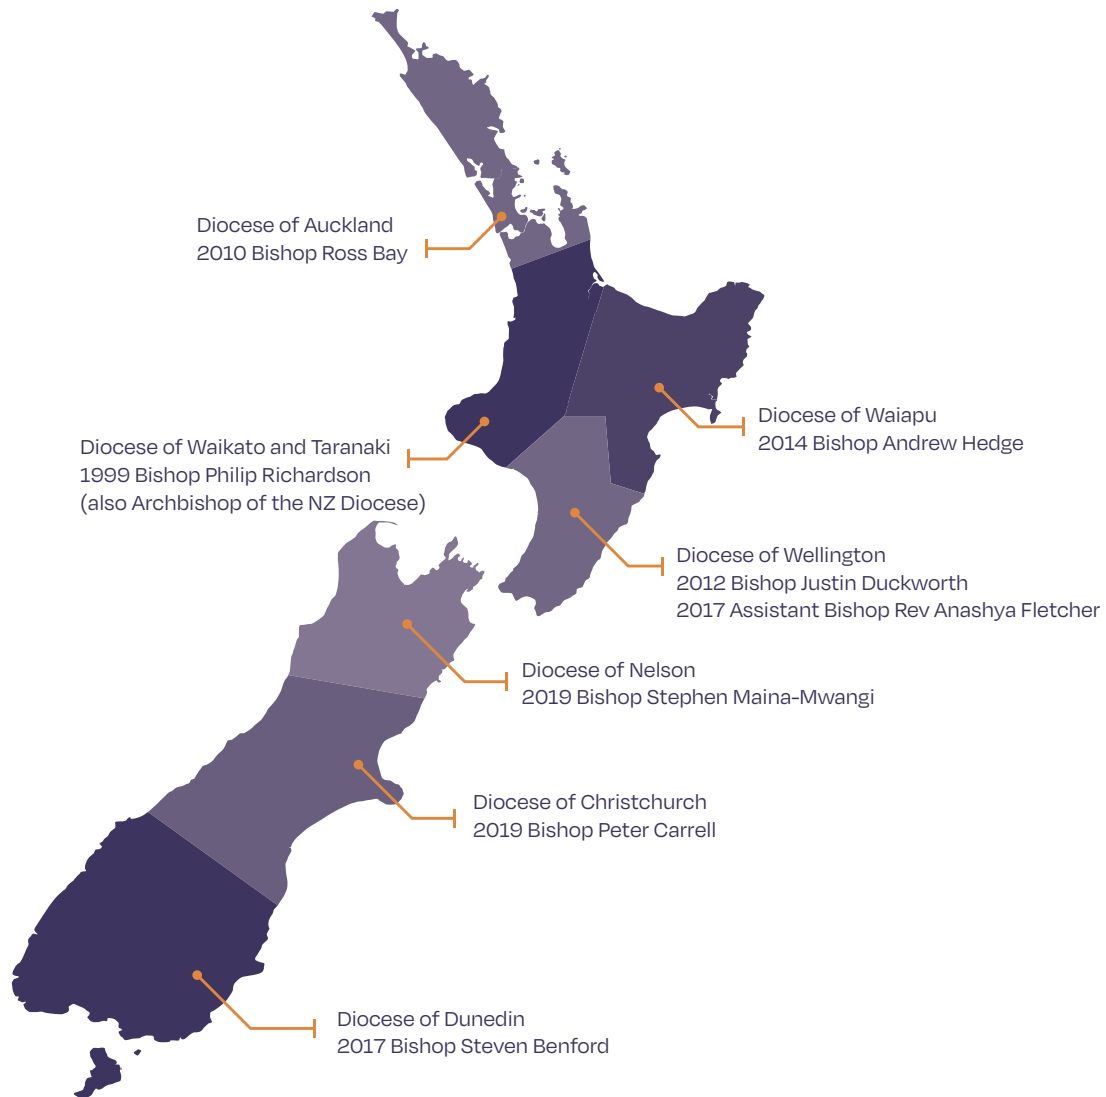 Diocese of Auckland
2010 Bishop Ross Bay
Diocese of Waiapu
2014 Bishop Andrew Hedge
Diocese of Waikato and Taranaki
1999 Bishop Philip Richardson
(also Archbishop of the NZ Diocese)
Diocese of Wellington
2012 Bishop Justin Duckworth
2017 Assistant Bishop Rev Anashya Fletcher
Diocese of Nelson
2019 Bishop Stephen Maina-Mwangi
Diocese of Christchurch
2019 Bishop Peter Carrell
Diocese of Dunedin
2017 Bishop Steven Benford